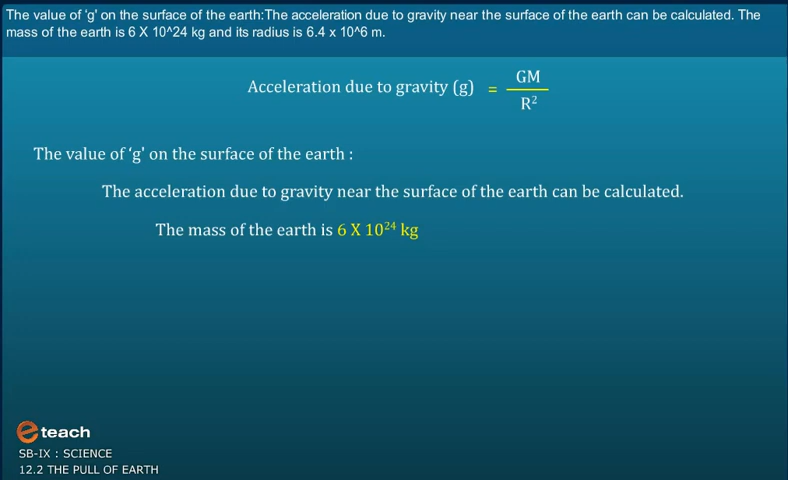 The value of 'g' on the surface of the earth:The acceleration due to gravity near the surface of the earth can be calculated. The
mass of the earth is 6 X 10^24 kg and its radius is 6.4 x 10^6 m.
Acceleration due to gravity (g) = GM
R²
The value of ‘g' on the surface of the earth :
The acceleration due to gravity near the surface of the earth can be calculated.
The mass of the earth is 6 X 10²⁴ kg
e teach
SB-IX : SCIENCE
12.2 THE PULL OF EARTH